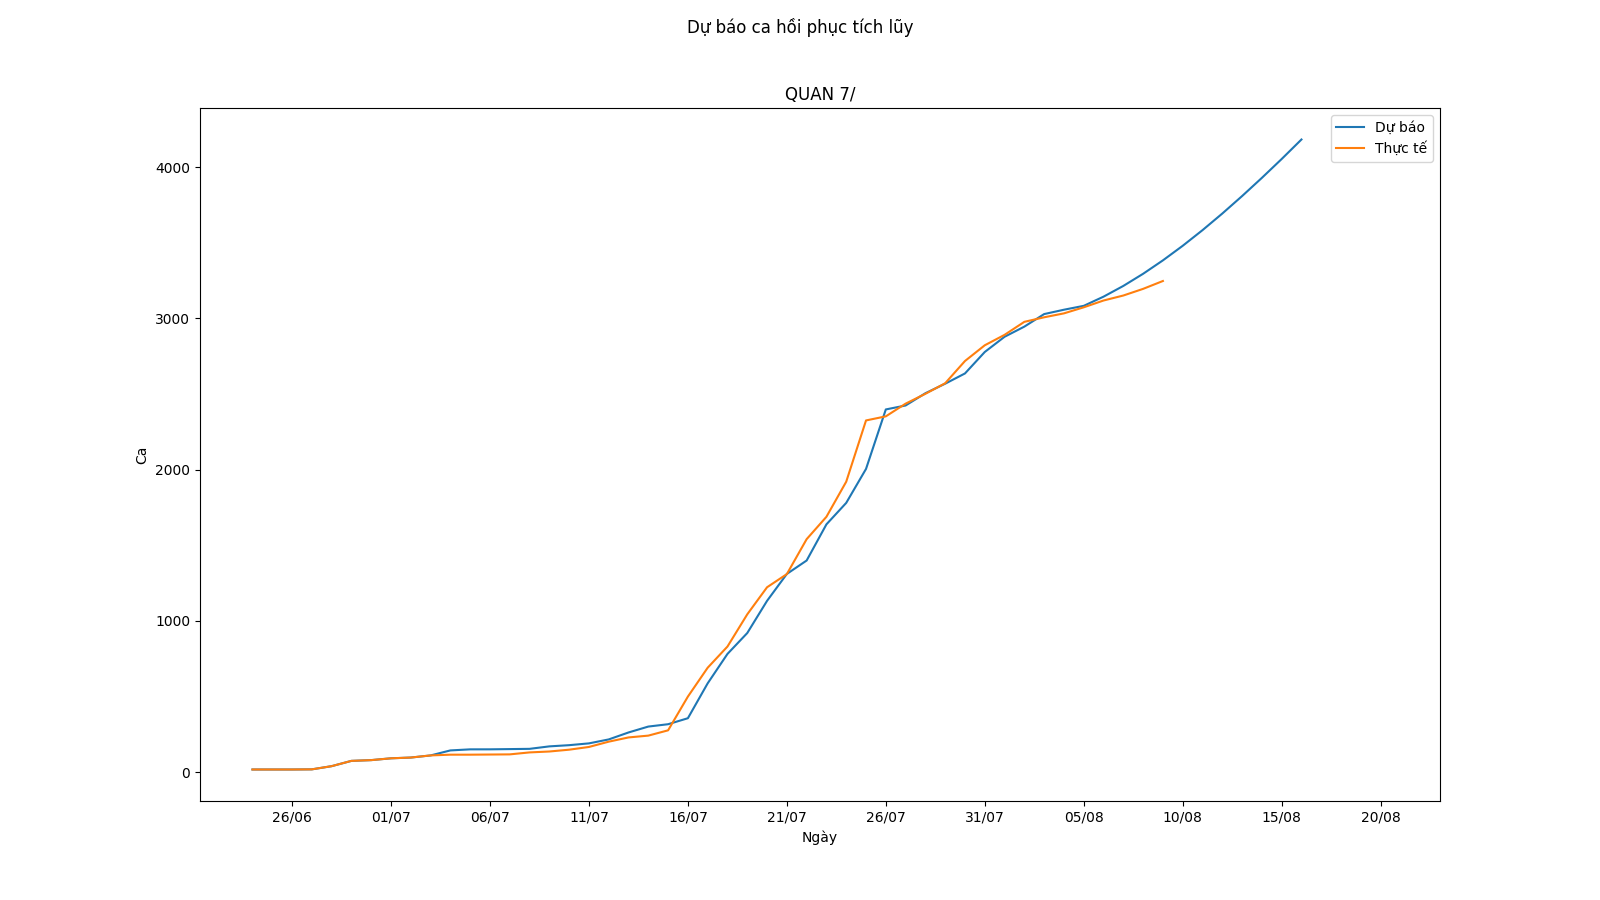 Dự báo ca hồi phục tích lũy
QUAN 7/
Dự báo
Thực tế
4000
3000
2000
1000
0
Ca
26/06 01/07 06/07 11/07 16/07 21/07 26/07 31/07 05/08 10/08 15/08 20/08
Ngày